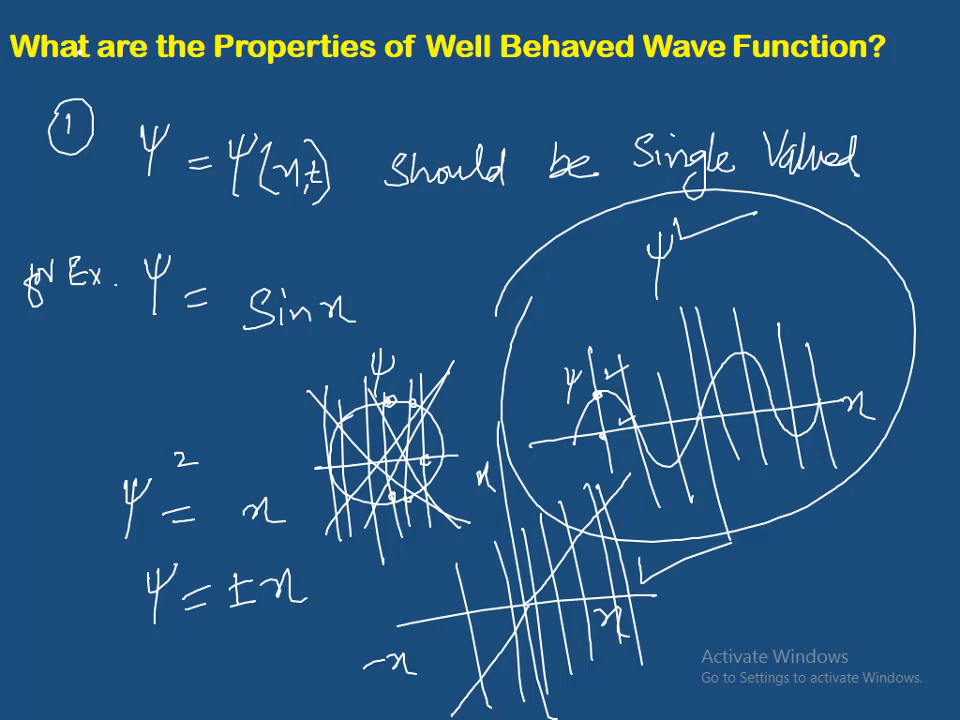 What are the Properties of Well Behaved Wave Function?
① Ψ = Ψ(x,t) should be Single Valued
for Ex. Ψ = Sin x
Ψ
Ψ
x
Ψ
Ψ² = x
x
Ψ = ± x
x
-x
Activate Windows
Go to Settings to activate Windows.